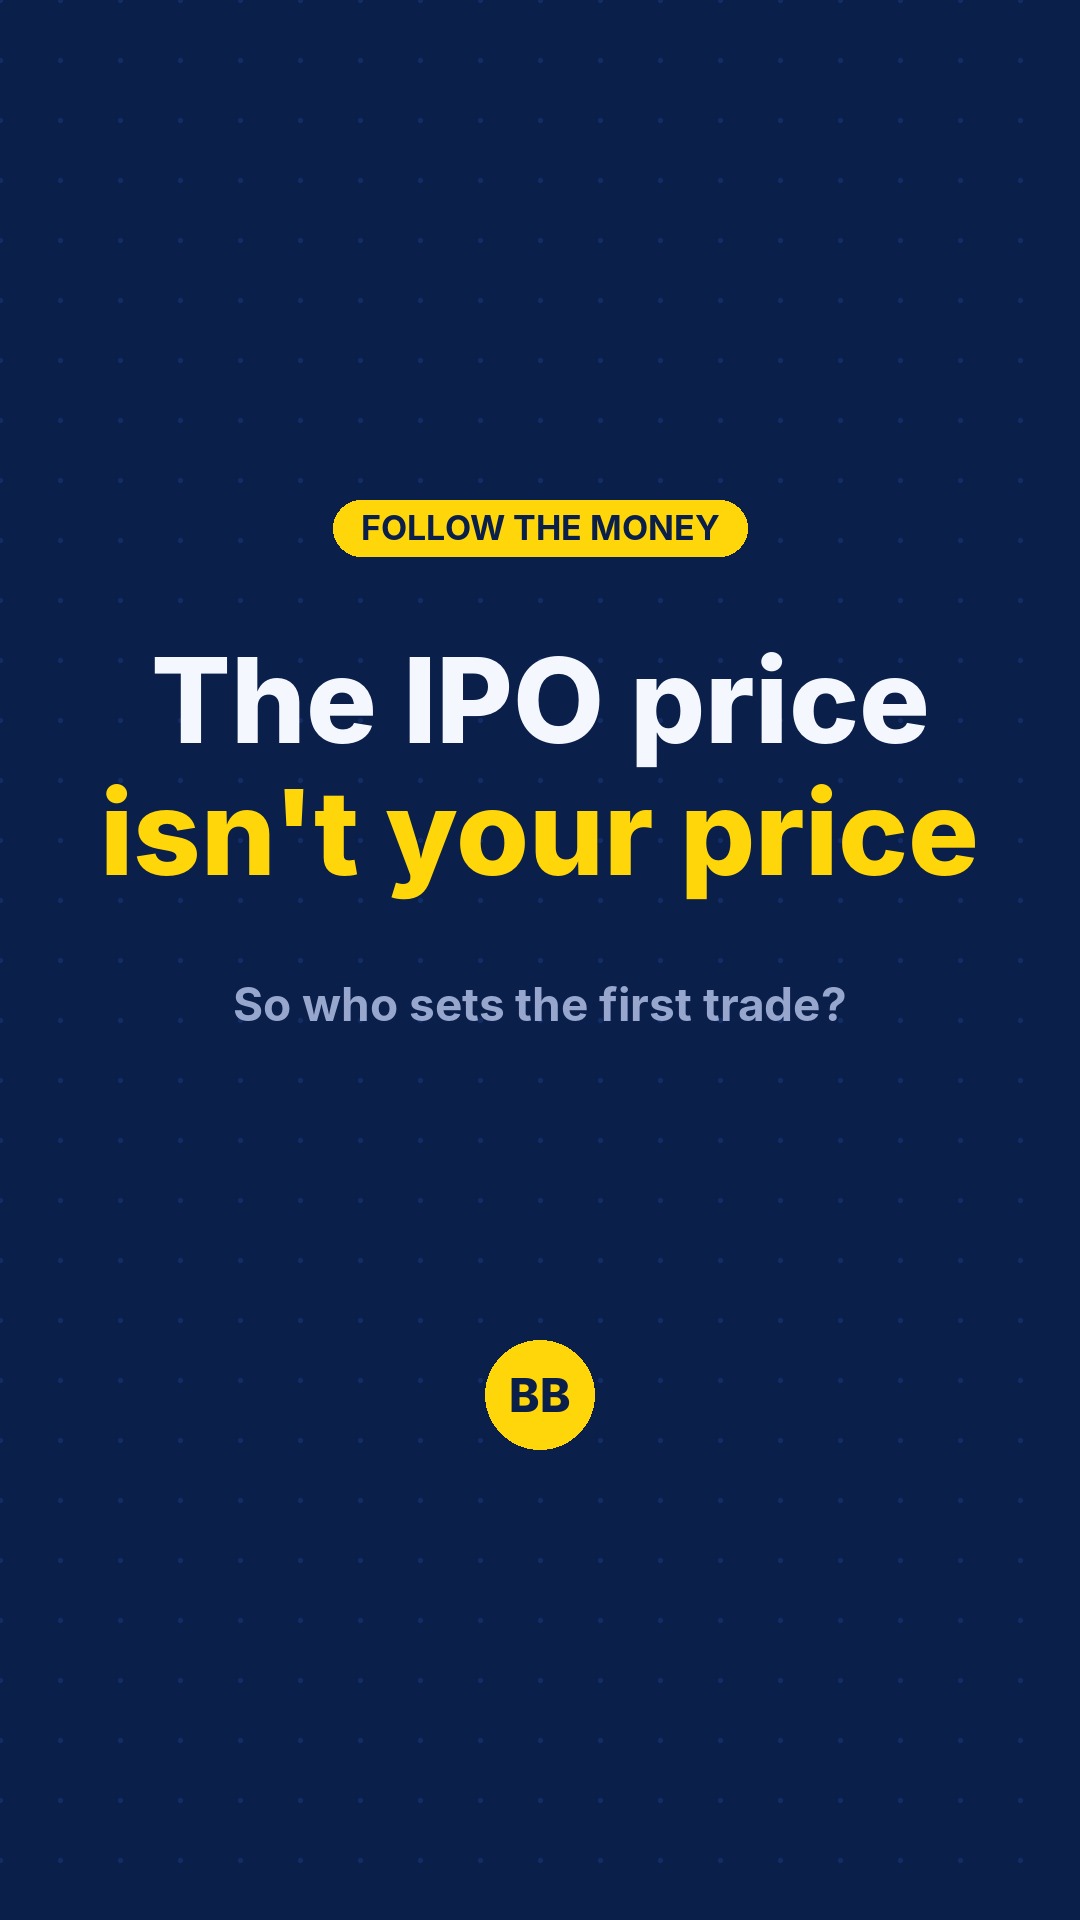 FOLLOW THE MONEY
The IPO price
isn't your price
So who sets the first trade?
BB